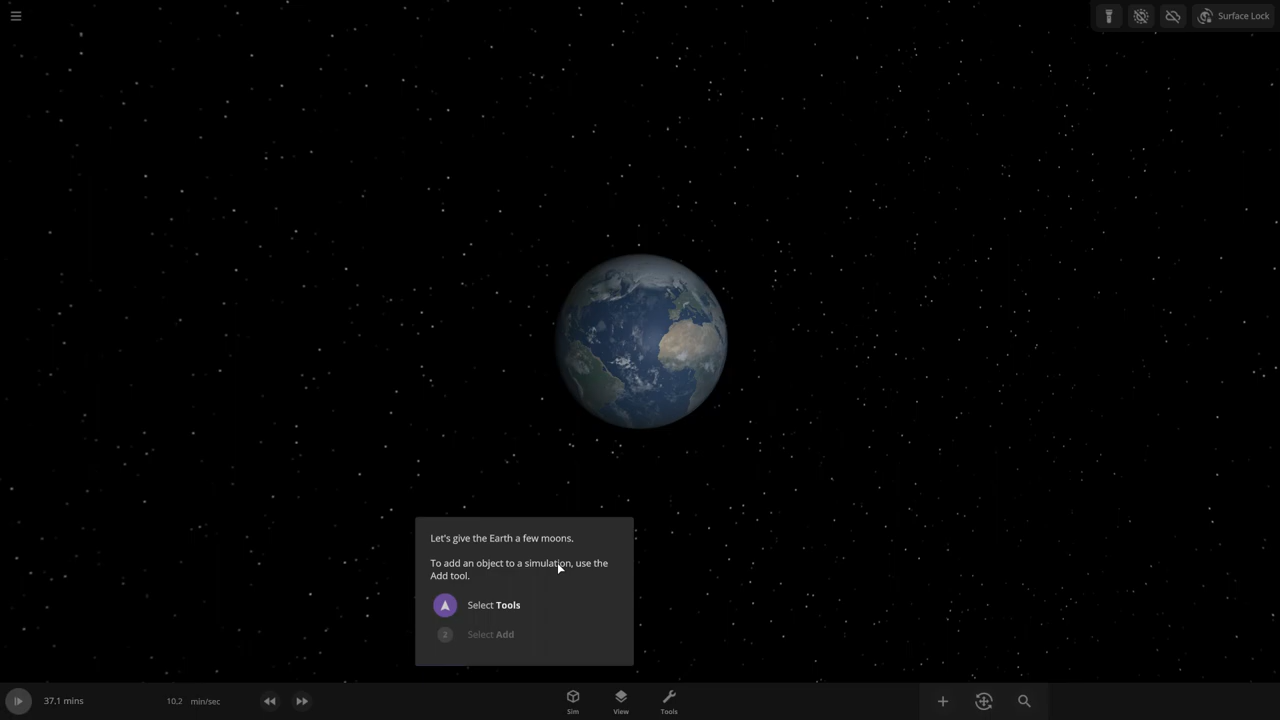 Surface Lock
Let's give the Earth a few moons.
To add an object to a simulation, use the
Add tool.
Select Tools
2 Select Add
37.1 mins
10.2 min/sec
Sim
View
Tools